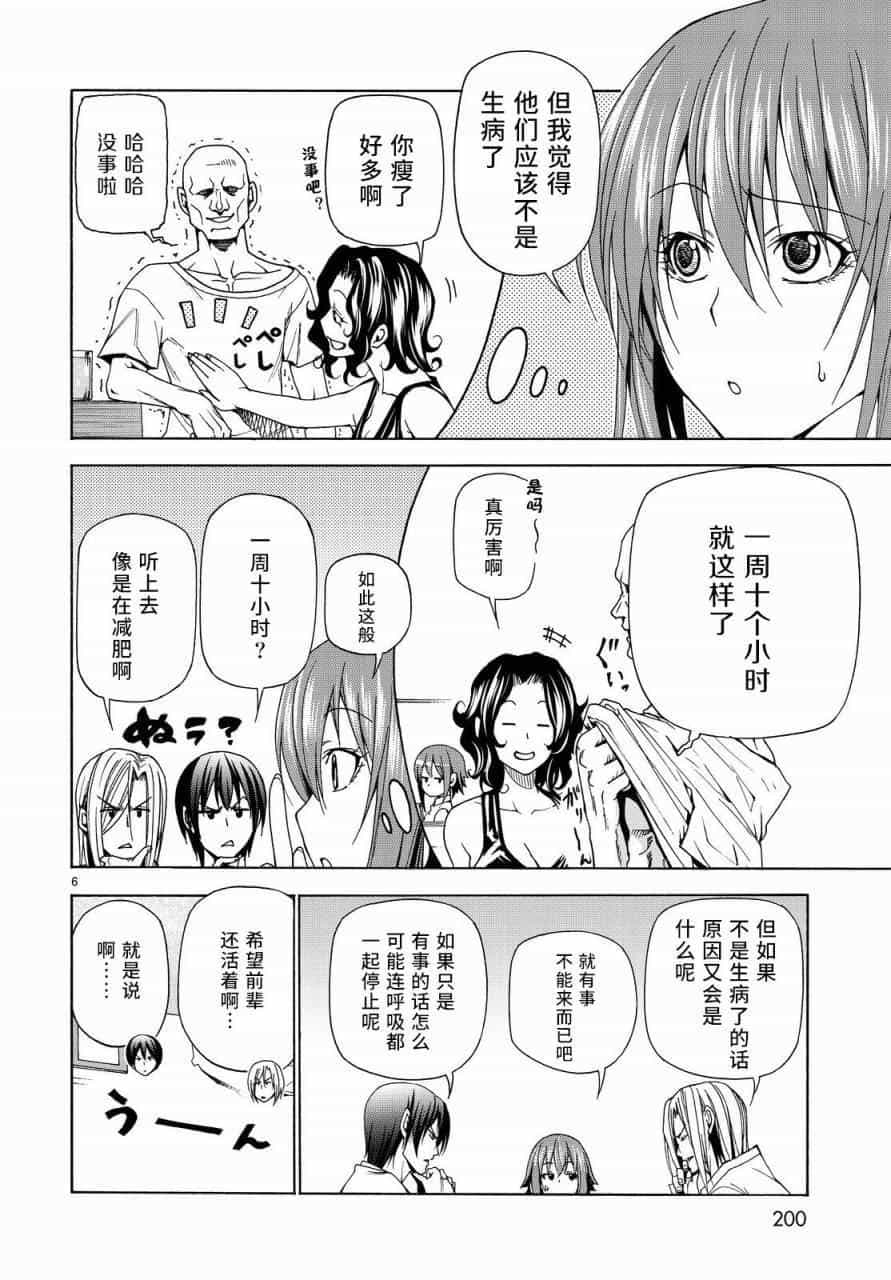 但我觉得
他们应该不是
生病了
你瘦了
好多啊
没事吧?
哈哈哈
没事啦
ぺし
ぺし
一周十个小时
就这样了
ぐい
是吗~
真厉害啊
如此这般
一周十小时?
听上去
像是在减肥啊
ぬぅ?
6
但如果
不是生病了的话
原因又会是
什么呢
就有事
不能来而已吧
如果只是
有事的话怎么
可能连呼吸都
一起停止呢
希望前辈
还活着啊…
就是说
啊……
うーーん
200